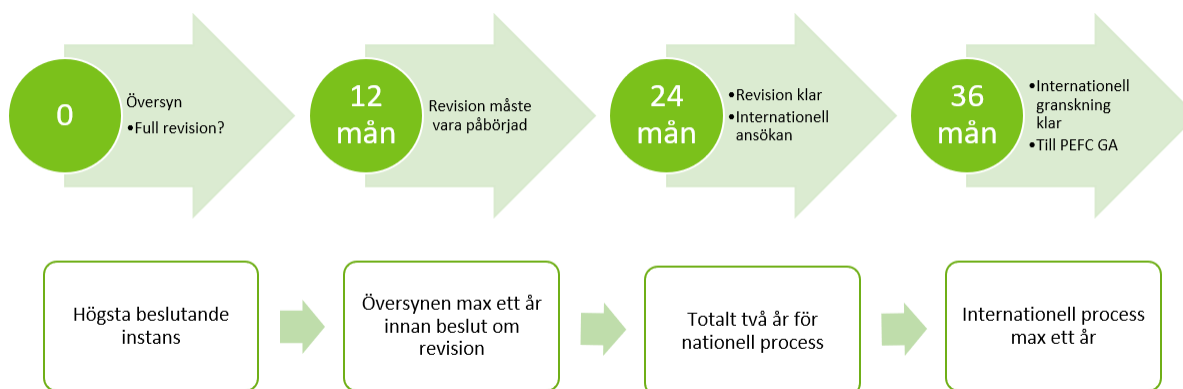 0
Översyn
•Full revision?
12
mån
Revision måste
vara påbörjad
24
mån
•Revision klar
•Internationell
ansökan
36
mån
•Internationell
granskning
klar
•Till PEFC GA
Högsta beslutande
instans
Översynen max ett år
innan beslut om
revision
Totalt två år för
nationell process
Internationell process
max ett år